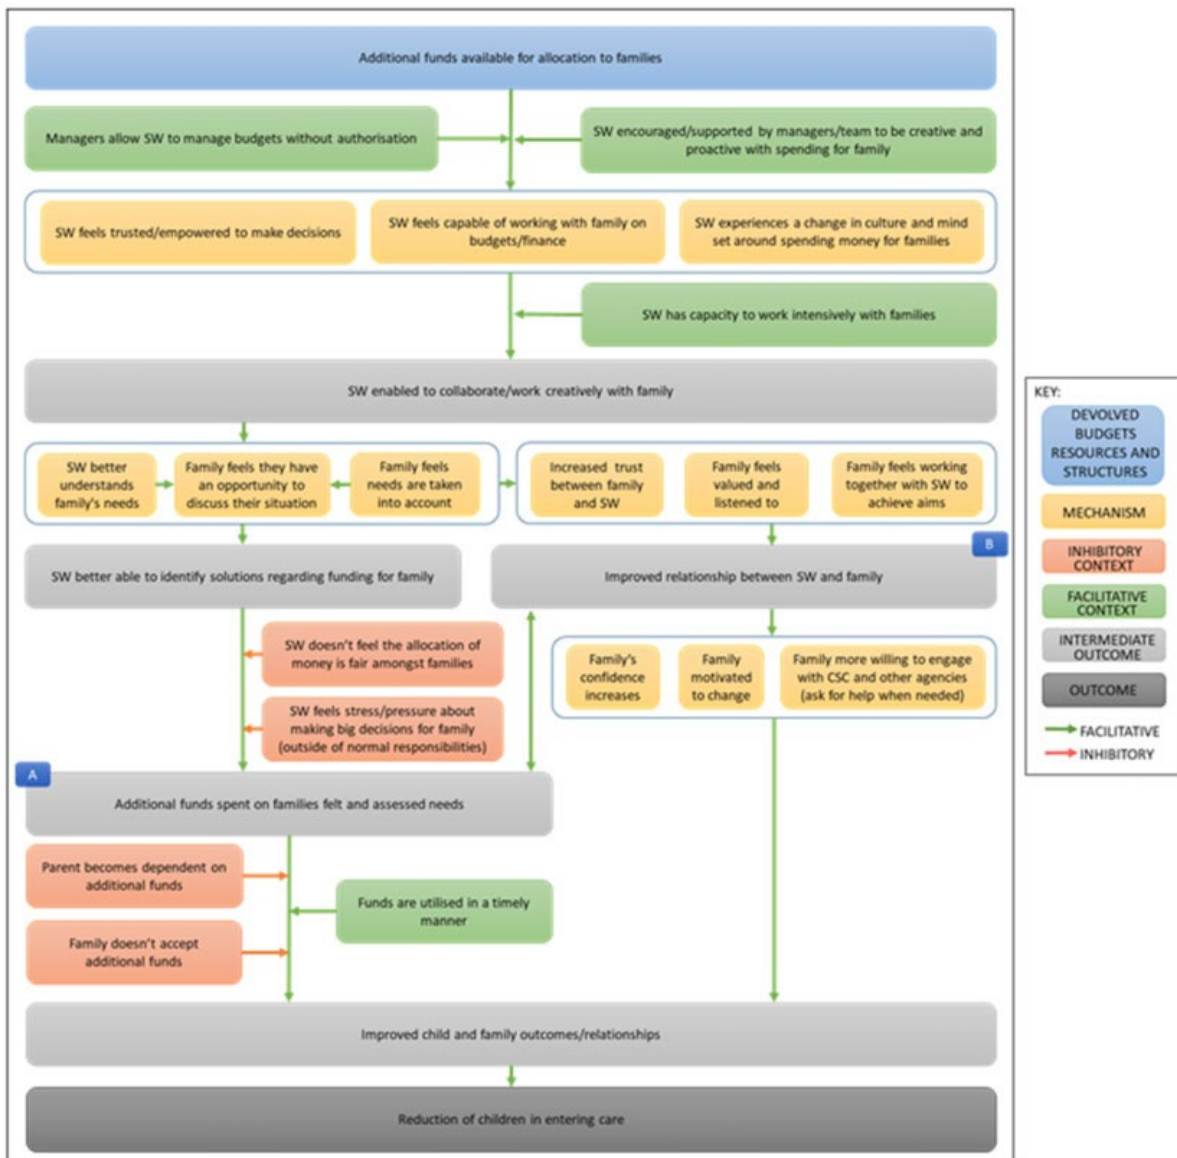 Additional funds available for allocation to families
Managers allow SW to manage budgets without authorisation
SW encouraged/supported by managers/team to be creative and
proactive with spending for family
SW feels trusted/empowered to make decisions
SW feels capable of working with family on
budgets/finance
SW experiences a change in culture and mind
set around spending money for families
SW has capacity to work intensively with families
SW enabled to collaborate/work creatively with family
SW better
understands
family's needs
Family feels they have
an opportunity to
discuss their situation
Family feels
needs are taken
into account
Increased trust
between family
and SW
Family feels
valued and
listened to
Family feels working
together with SW to
achieve aims
SW better able to identify solutions regarding funding for family
B
Improved relationship between SW and family
SW doesn't feel the allocation of
money is fair amongst families
SW feels stress/pressure about
making big decisions for family
(outside of normal responsibilities)
Family's
confidence
increases
Family
motivated
to change
Family more willing to engage
with CSC and other agencies
(ask for help when needed)
A
Additional funds spent on families felt and assessed needs
Parent becomes dependent on
additional funds
Funds are utilised in a timely
manner
Family doesn't accept
additional funds
Improved child and family outcomes/relationships
Reduction of children in entering care
KEY:
DEVOLVED
BUDGETS
RESOURCES AND
STRUCTURES
MECHANISM
INHIBITORY
CONTEXT
FACILITATIVE
CONTEXT
INTERMEDIATE
OUTCOME
OUTCOME
FACILITATIVE
INHIBITORY